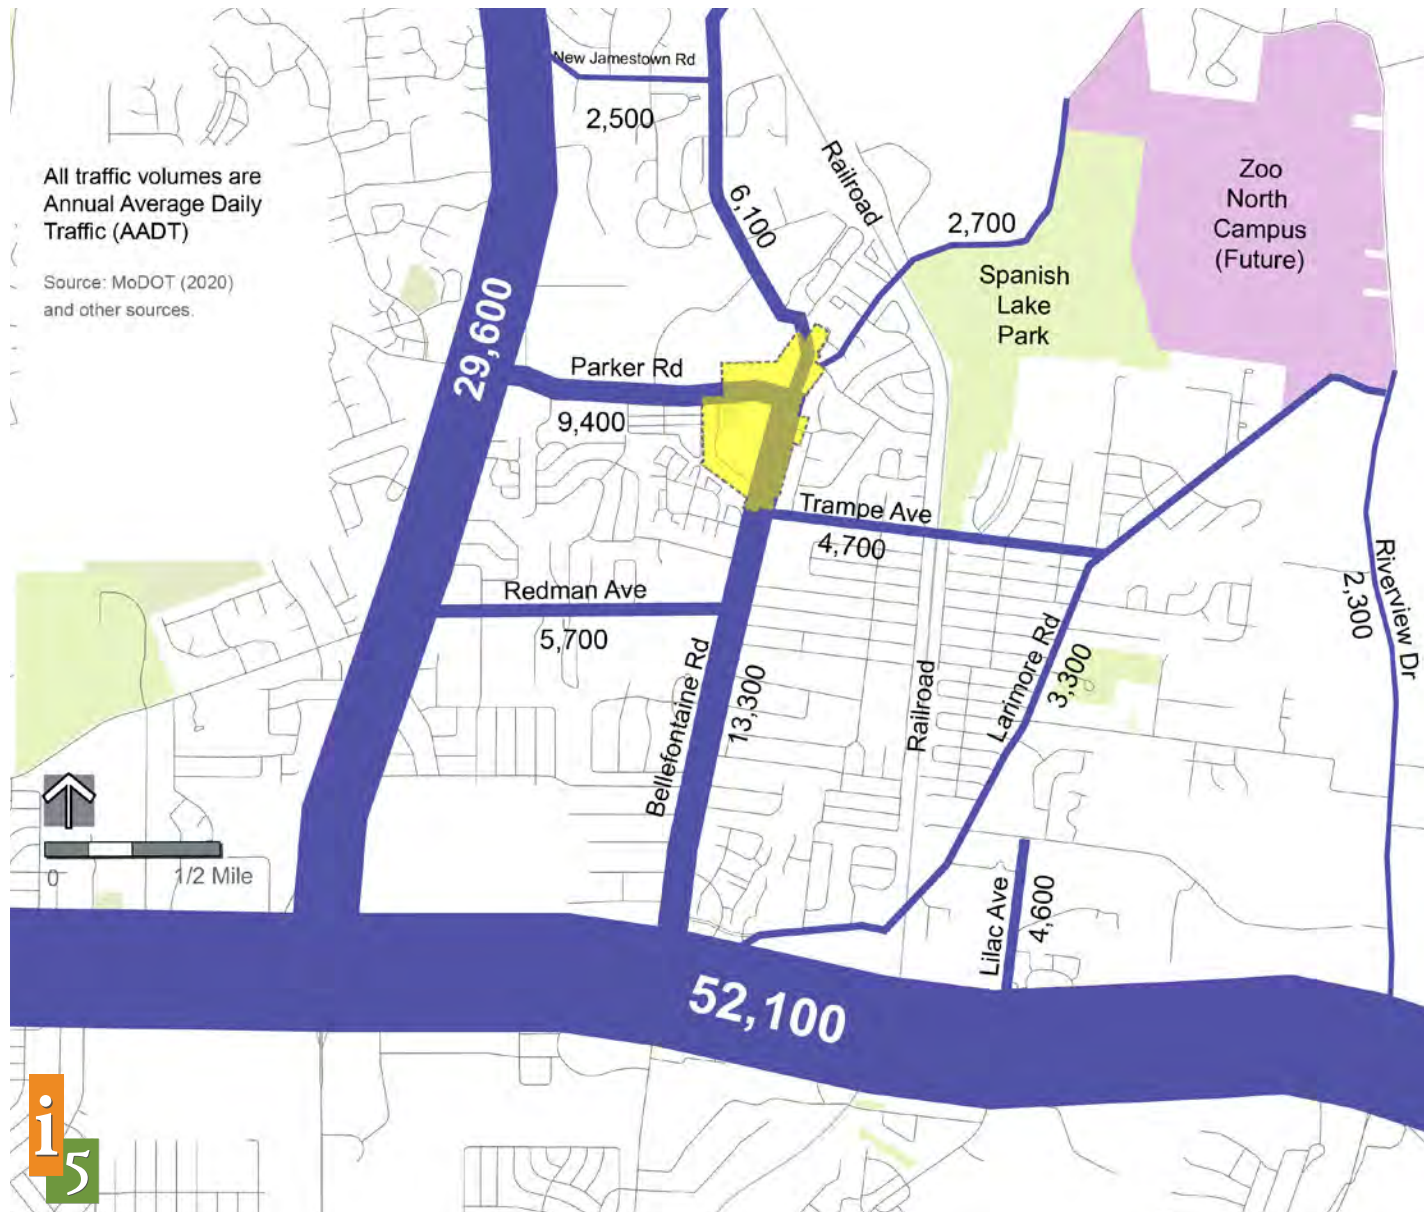 New Jamestown Rd
2,500
All traffic volumes are
Annual Average Daily
Traffic (AADT)
Source: MoDOT (2020)
and other sources.
Railroad
6,100
2,700
Zoo
North
Campus
(Future)
Spanish
Lake
Park
29,600
Parker Rd
9,400
Trampe Ave
4,700
Redman Ave
5,700
Riverview Dr
2,300
Bellefontaine Rd
13,300
Railroad
Larimore Rd
3,300
0
1/2 Mile
Lilac Ave
4,600
52,100
i
5